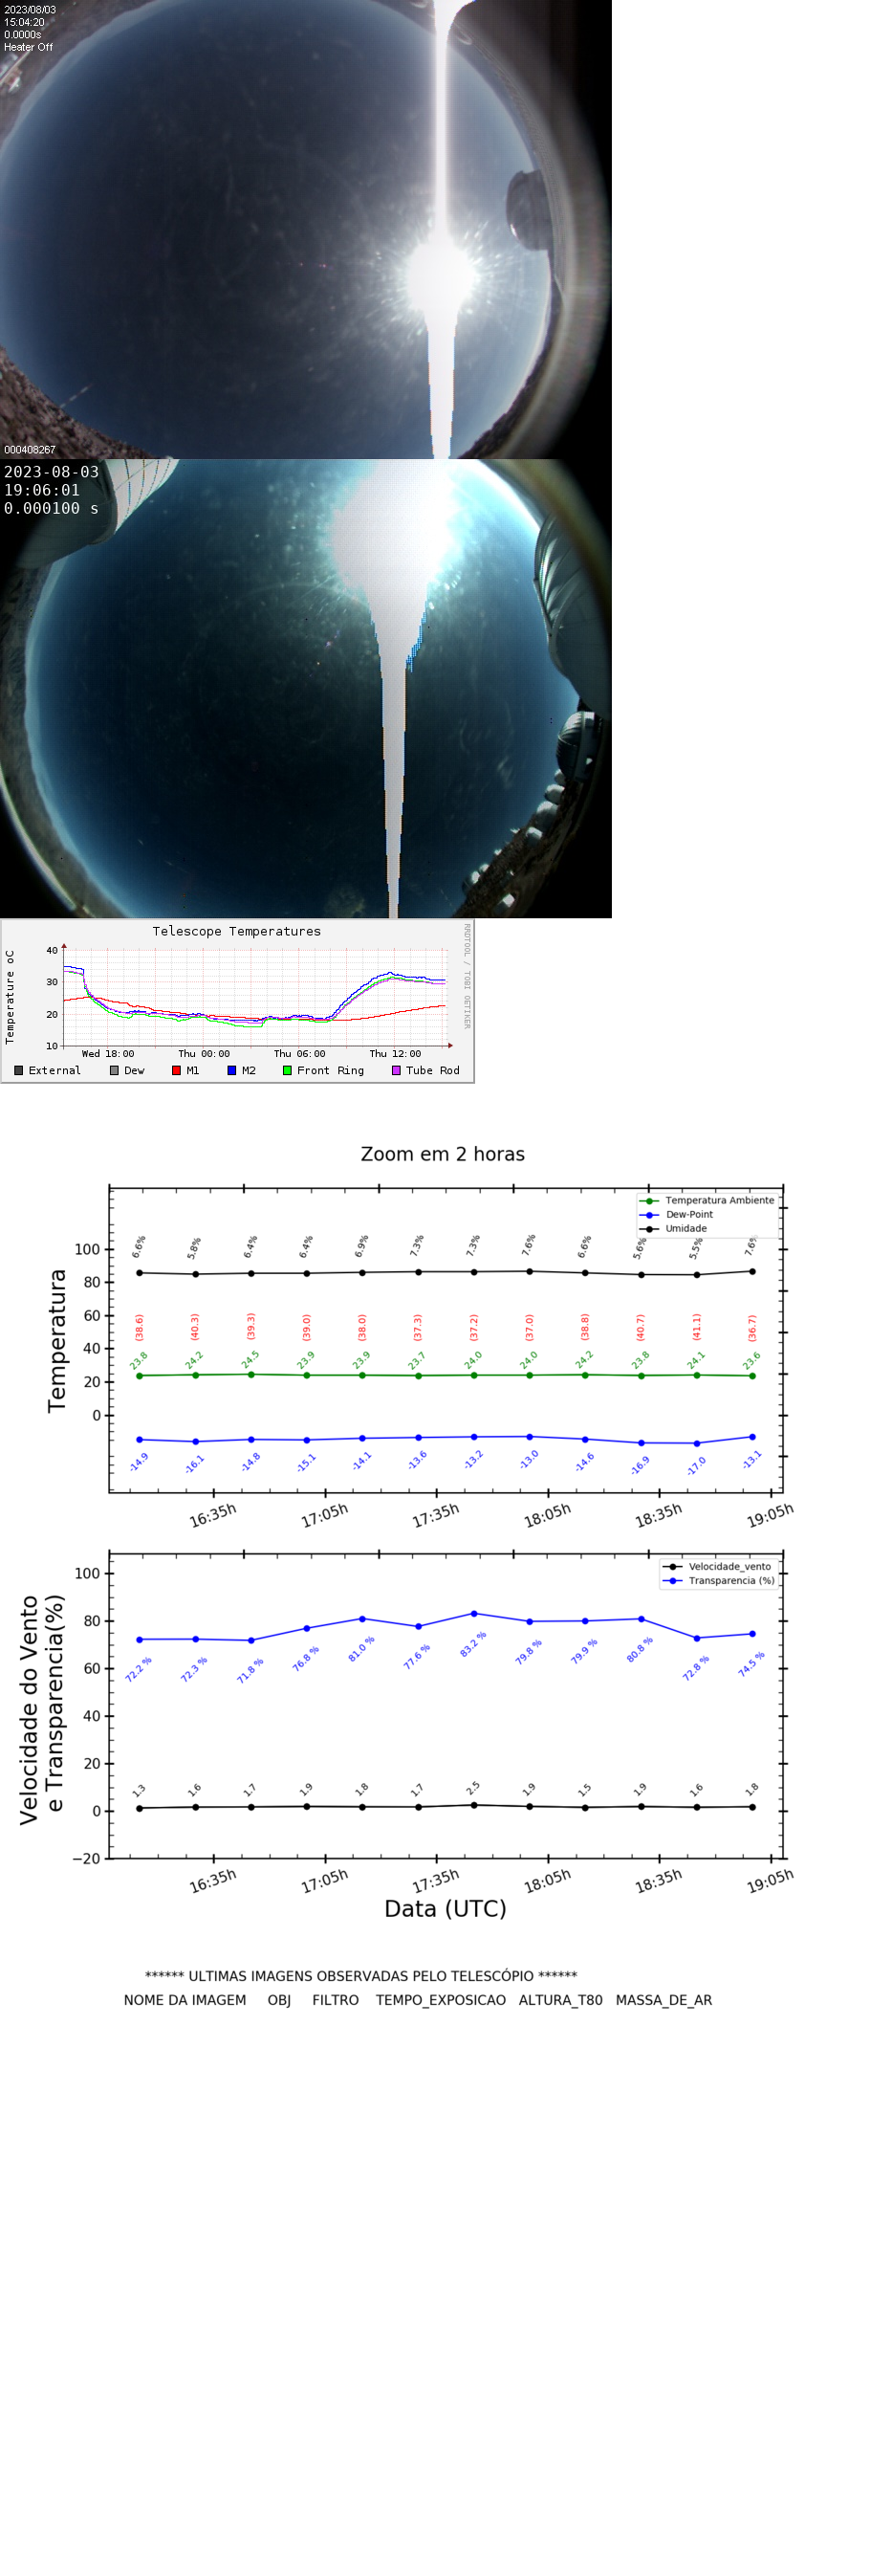 2023/08/03
15:04:20
0.0000s
Heater Off
000408267
2023-08-03
19:06:01
0.000100 s
Telescope Temperatures
RRDTOOL / TOBI OETIKER
Temperature oC
40
30
20
10
Wed 18:00 Thu 00:00 Thu 06:00 Thu 12:00
External Dew M1 M2 Front Ring Tube Rod
Zoom em 2 horas
Temperatura Ambiente
Dew-Point
Umidade
Temperatura
100
80
60
40
20
0
6.6% 5.8% 6.4% 6.4% 6.9% 7.3% 7.3% 7.6% 6.6% 5.6% 5.5% 7.6%
(38.6) (40.3) (39.3) (39.0) (38.0) (37.3) (37.2) (37.0) (38.8) (40.7) (41.1) (36.7)
23.8 24.2 24.5 23.9 23.9 23.7 24.0 24.0 24.2 23.8 24.1 23.6
-14.9 -16.1 -14.8 -15.1 -14.1 -13.6 -13.2 -13.0 -14.6 -16.9 -17.0 -13.1
16:35h 17:05h 17:35h 18:05h 18:35h 19:05h
Velocidade_vento
Transparencia (%)
Velocidade do Vento
e Transparencia(%)
100
80
60
40
20
0
−20
72.2 % 72.3 % 71.8 % 76.8 % 81.0 % 77.6 % 83.2 % 79.8 % 79.9 % 80.8 % 72.8 % 74.5 %
1.3 1.6 1.7 1.9 1.8 1.7 2.5 1.9 1.5 1.9 1.6 1.8
16:35h 17:05h 17:35h 18:05h 18:35h 19:05h
Data (UTC)
****** ULTIMAS IMAGENS OBSERVADAS PELO TELESCÓPIO ******
NOME DA IMAGEM OBJ FILTRO TEMPO_EXPOSICAO ALTURA_T80 MASSA_DE_AR